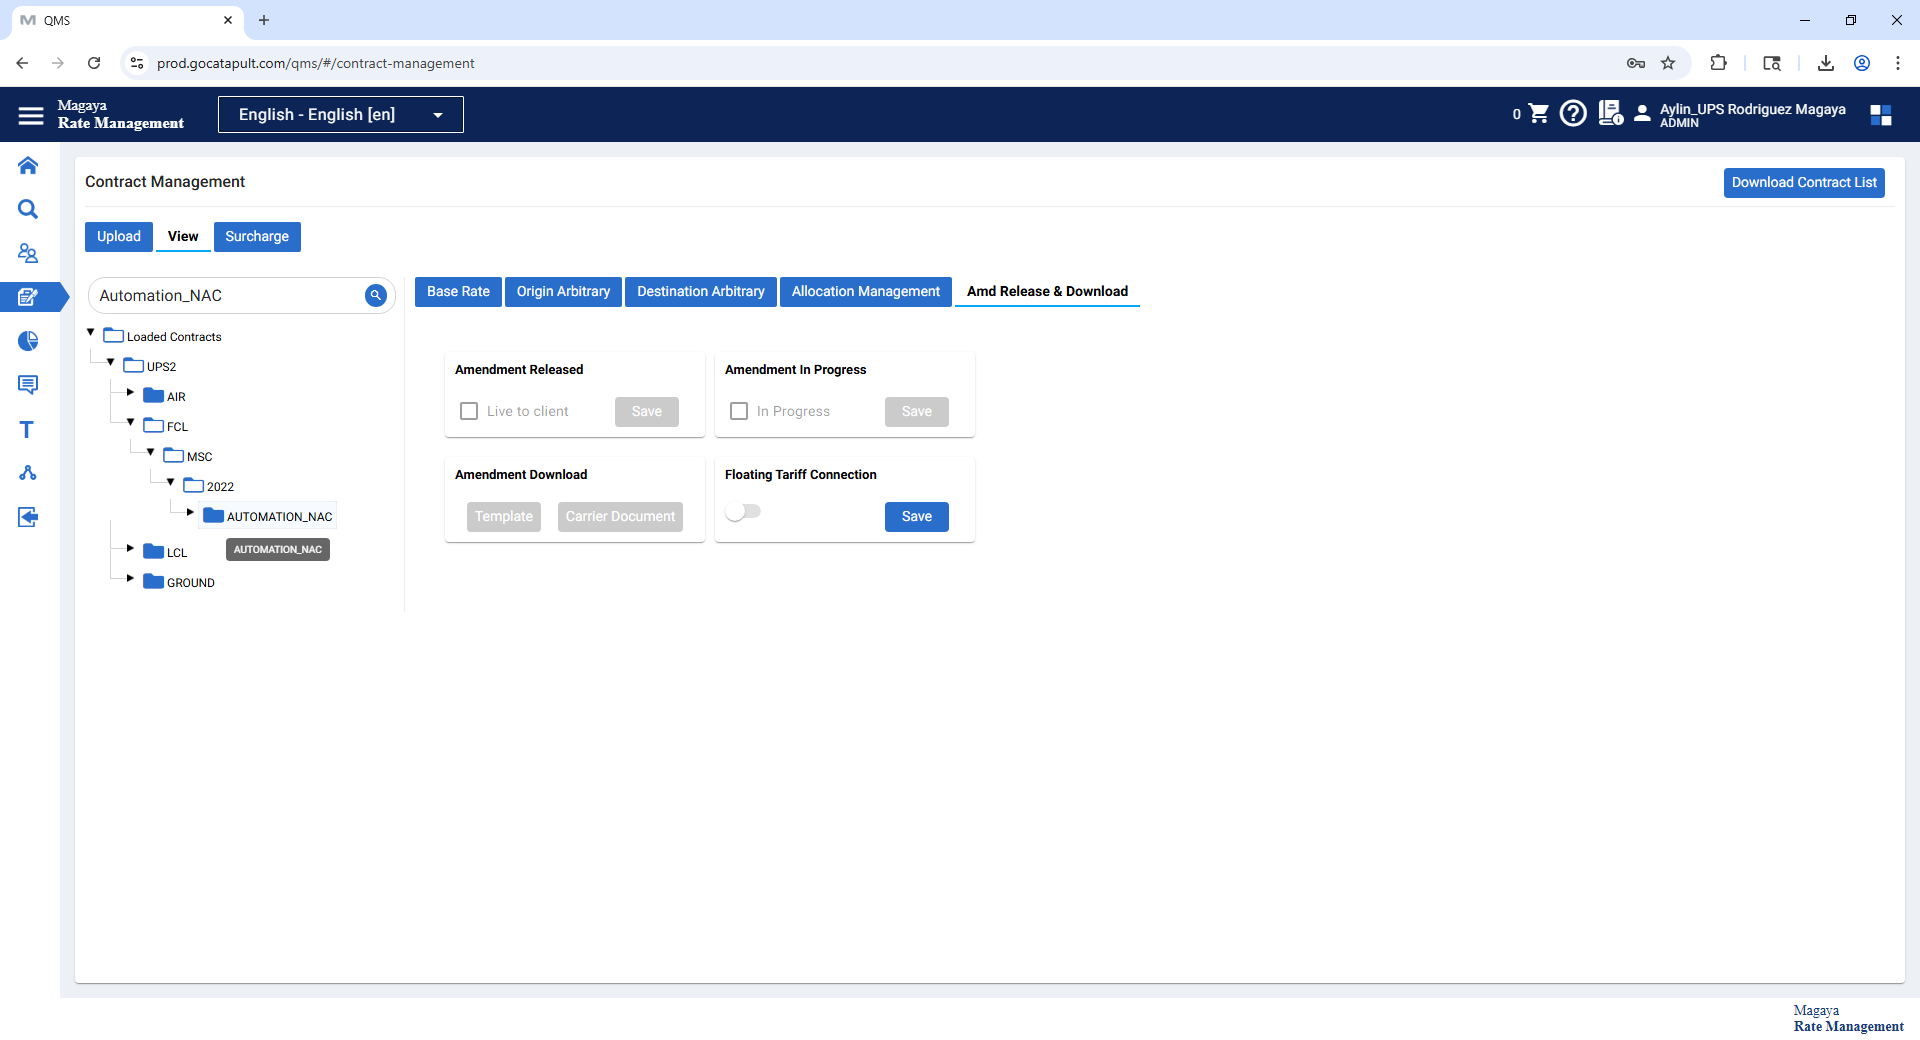 QMS
prod.gocatapult.com/qms/#/contract-management
Magaya
Rate Management
English - English [en]
0
Aylin_UPS Rodriguez Magaya
ADMIN
Contract Management
Download Contract List
Upload
View
Surcharge
Automation_NAC
Base Rate
Origin Arbitrary
Destination Arbitrary
Allocation Management
Amd Release & Download
Loaded Contracts
UPS2
AIR
FCL
MSC
2022
AUTOMATION_NAC
AUTOMATION_NAC
LCL
GROUND
Amendment Released
Live to client
Save
Amendment In Progress
In Progress
Save
Amendment Download
Template
Carrier Document
Floating Tariff Connection
Save
Magaya
Rate Management